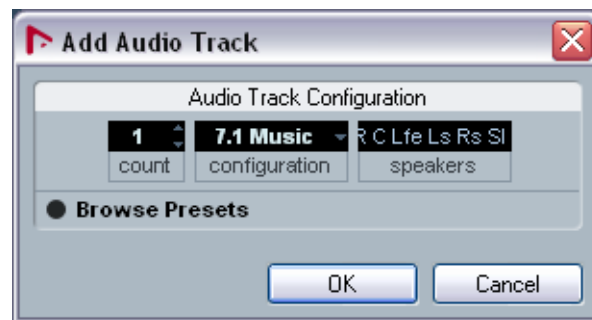 Add Audio Track
Audio Track Configuration
1 7.1 Music R C Lfe Ls Rs Sl
count configuration speakers
Browse Presets
OK Cancel